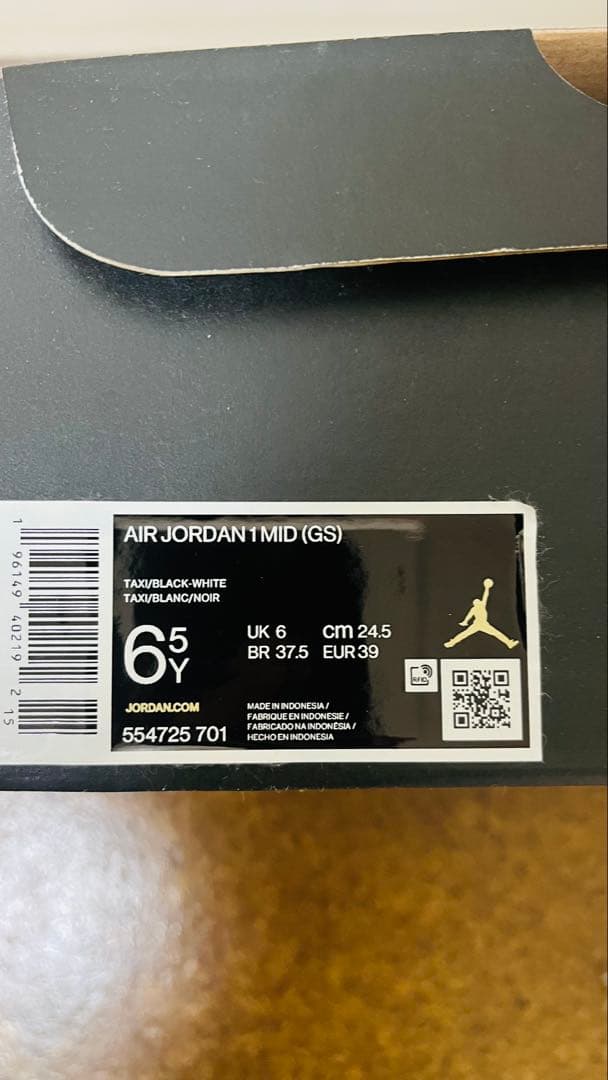 AIR JORDAN 1 MID (GS)
TAXI/BLACK-WHITE
TAXI/BLANC/NOIR
6 5 Y
UK 6 cm 24.5
BR 37.5 EUR 39
RFID
JORDAN.COM
554725 701
MADE IN INDONESIA /
FABRIQUE EN INDONESIE /
FABRICADO NA INDONÉSIA /
HECHO EN INDONESIA
1 96149 40219 2 15